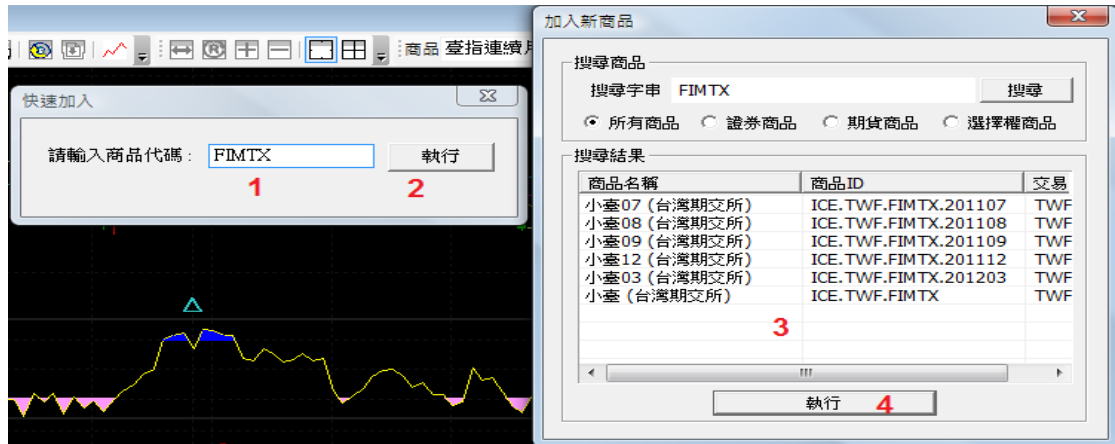 商品 臺指連續月
快速加入
請輸入商品代碼： FIMTX 執行
1 2
加入新商品
搜尋商品
搜尋字串 FIMTX 搜尋
所有商品 證券商品 期貨商品 選擇權商品
搜尋結果
商品名稱 商品ID 交易
小臺07 (台灣期交所) ICE.TWF.FIMTX.201107 TWF
小臺08 (台灣期交所) ICE.TWF.FIMTX.201108 TWF
小臺09 (台灣期交所) ICE.TWF.FIMTX.201109 TWF
小臺12 (台灣期交所) ICE.TWF.FIMTX.201112 TWF
小臺03 (台灣期交所) ICE.TWF.FIMTX.201203 TWF
小臺 (台灣期交所) ICE.TWF.FIMTX TWF
3
執行 4